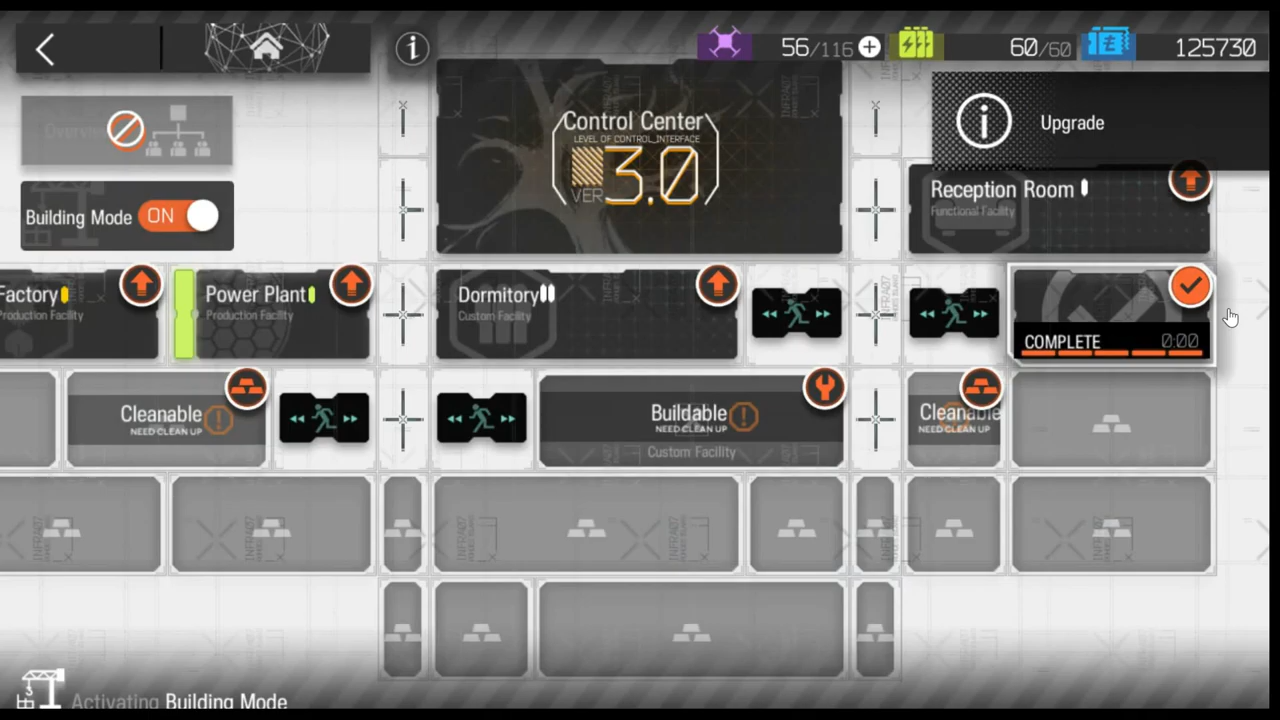 56/116
60/60
125730
Upgrade
Control Center
LEVEL OF CONTROL_INTERFACE
VER 3.0
Building Mode ON
Reception Room
Functional Facility
Factory
Production Facility
Power Plant
Production Facility
Dormitory
Custom Facility
COMPLETE 0:00
Cleanable
NEED CLEAN UP
Buildable
NEED CLEAN UP
Custom Facility
Cleanable
NEED CLEAN UP
Activating Building Mode